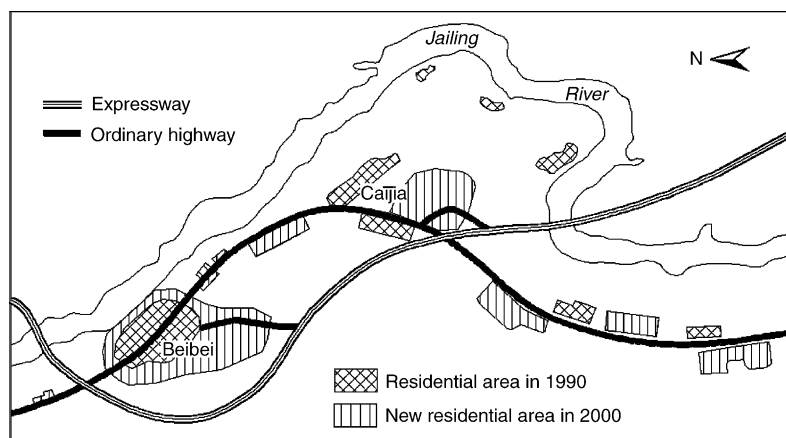 Jailing
River
N
Expressway
Ordinary highway
Caijia
Beibei
Residential area in 1990
New residential area in 2000